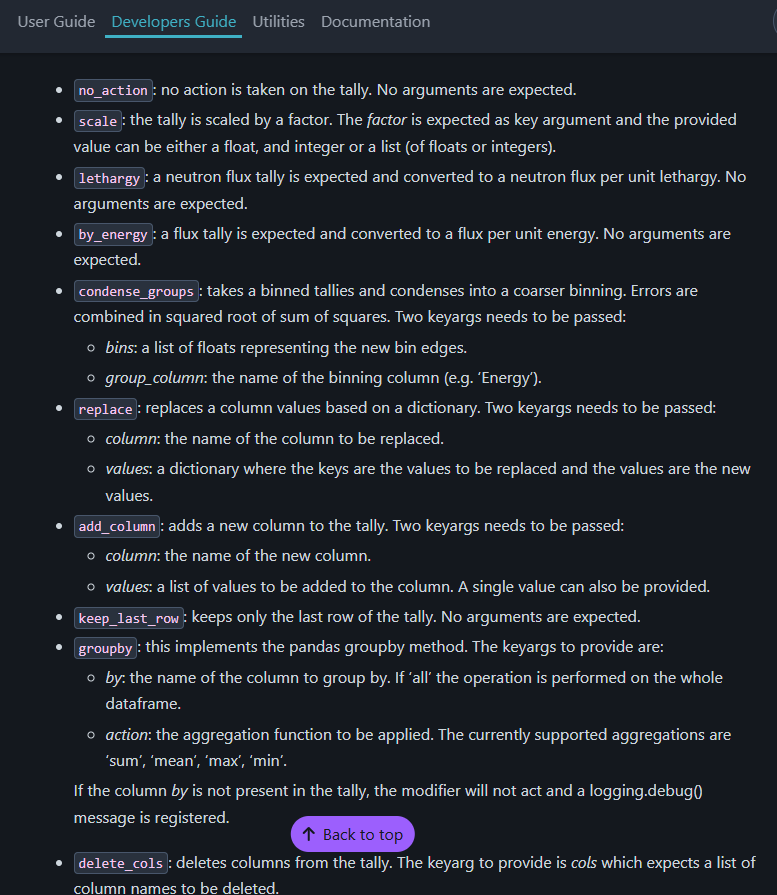 User Guide Developers Guide Utilities Documentation
no_action: no action is taken on the tally. No arguments are expected.
scale: the tally is scaled by a factor. The factor is expected as key argument and the provided
value can be either a float, and integer or a list (of floats or integers).
lethargy: a neutron flux tally is expected and converted to a neutron flux per unit lethargy. No
arguments are expected.
by_energy: a flux tally is expected and converted to a flux per unit energy. No arguments are
expected.
condense_groups: takes a binned tallies and condenses into a coarser binning. Errors are
combined in squared root of sum of squares. Two keyargs needs to be passed:
bins: a list of floats representing the new bin edges.
group_column: the name of the binning column (e.g. ‘Energy’).
replace: replaces a column values based on a dictionary. Two keyargs needs to be passed:
column: the name of the column to be replaced.
values: a dictionary where the keys are the values to be replaced and the values are the new
values.
add_column: adds a new column to the tally. Two keyargs needs to be passed:
column: the name of the new column.
values: a list of values to be added to the column. A single value can also be provided.
keep_last_row: keeps only the last row of the tally. No arguments are expected.
groupby: this implements the pandas groupby method. The keyargs to provide are:
by: the name of the column to group by. If ‘all’ the operation is performed on the whole
dataframe.
action: the aggregation function to be applied. The currently supported aggregations are
‘sum’, ‘mean’, ‘max’, ‘min’.
If the column by is not present in the tally, the modifier will not act and a logging.debug()
message is registered.
Back to top
delete_cols: deletes columns from the tally. The keyarg to provide is cols which expects a list of
column names to be deleted.